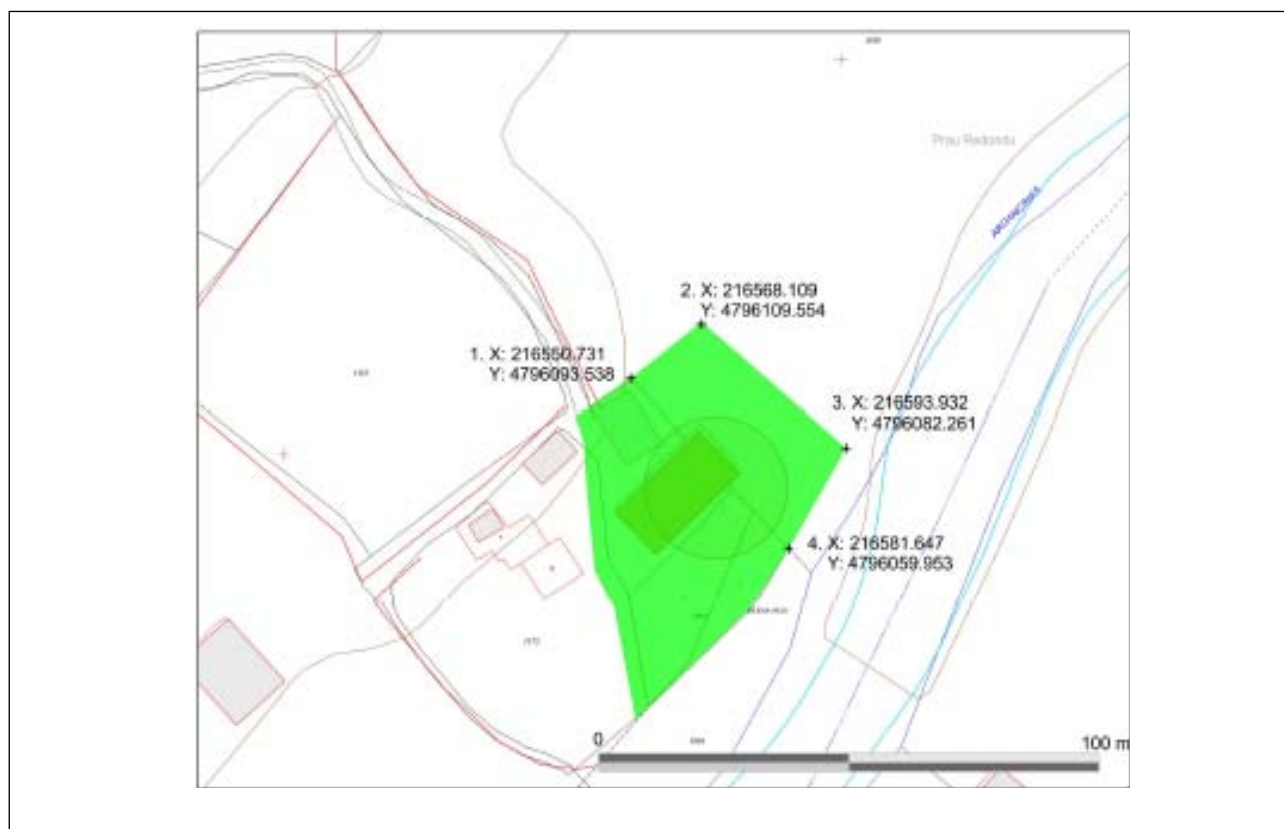 Prau Redondu
2. X: 216568.109
Y: 4796109.554
1. X: 216550.731
Y: 4796093.538
3. X: 216593.932
Y: 4796082.261
4. X: 216581.647
Y: 4796059.953
0
100 m